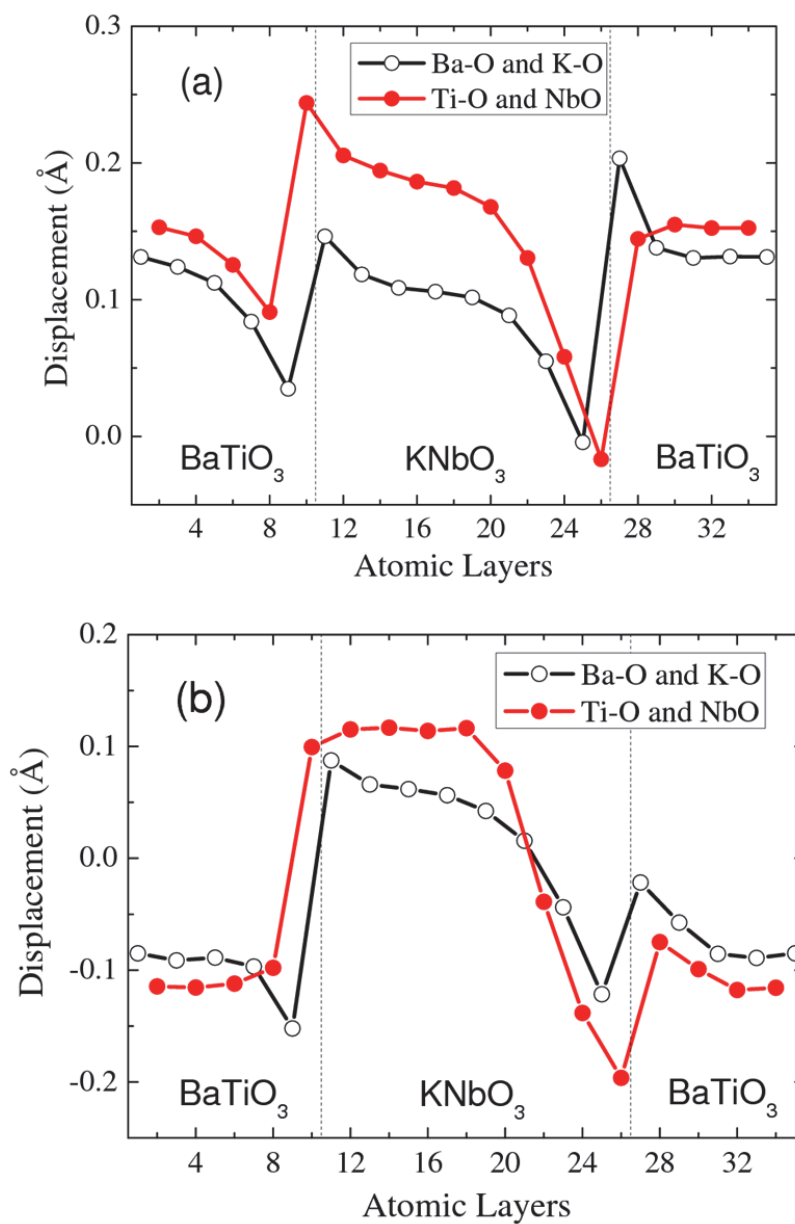 (a)
Ba-O and K-O
Ti-O and NbO
Displacement (Å)
0.3
0.2
0.1
0.0
BaTiO₃
KNbO₃
BaTiO₃
4 8 12 16 20 24 28 32
Atomic Layers
(b)
Ba-O and K-O
Ti-O and NbO
Displacement (Å)
0.2
0.1
0.0
-0.1
-0.2
BaTiO₃
KNbO₃
BaTiO₃
4 8 12 16 20 24 28 32
Atomic Layers